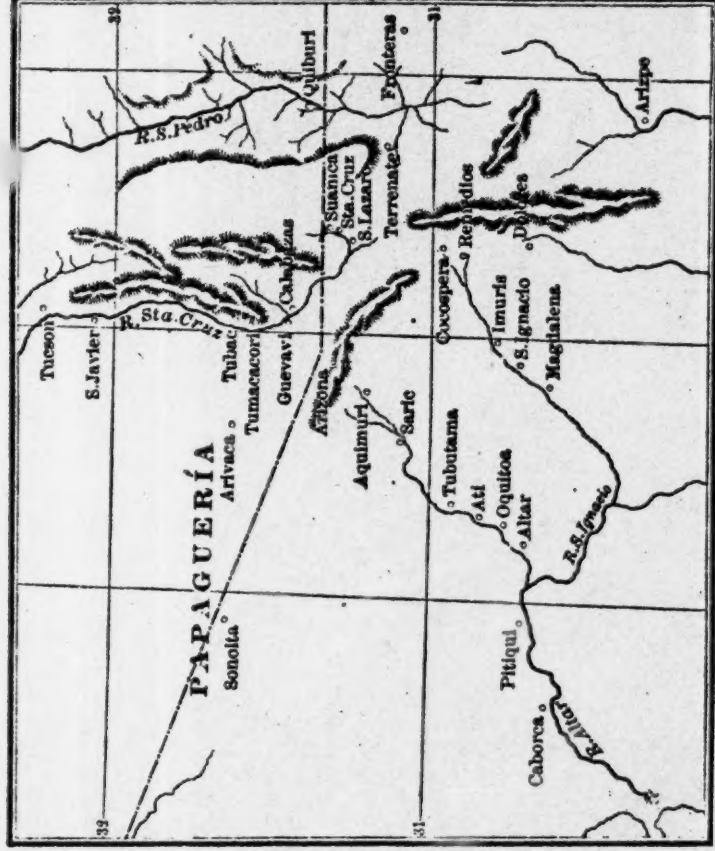 Tucson
S. Javier
32
32
R.S.Pedro
R. Sta. Cruz
PAPAGUERÍA
Sonoita
Arivaca
Tubac
Tumacacori
Guevavi
Calabazas
Quiburi
Arizona
Suanica
Sta. Cruz
S. Lazaro
Aquimuri
Terrenate
Fronteras
Saric
31
31
Cocospera
Tubutama
Remedios
Ati
Imuris
Oquitoa
S. Ignacio
Pitiqui
Altar
Dolores
Caborca
Magdalena
R. Altar
R.S. Ignacio
Arizpe